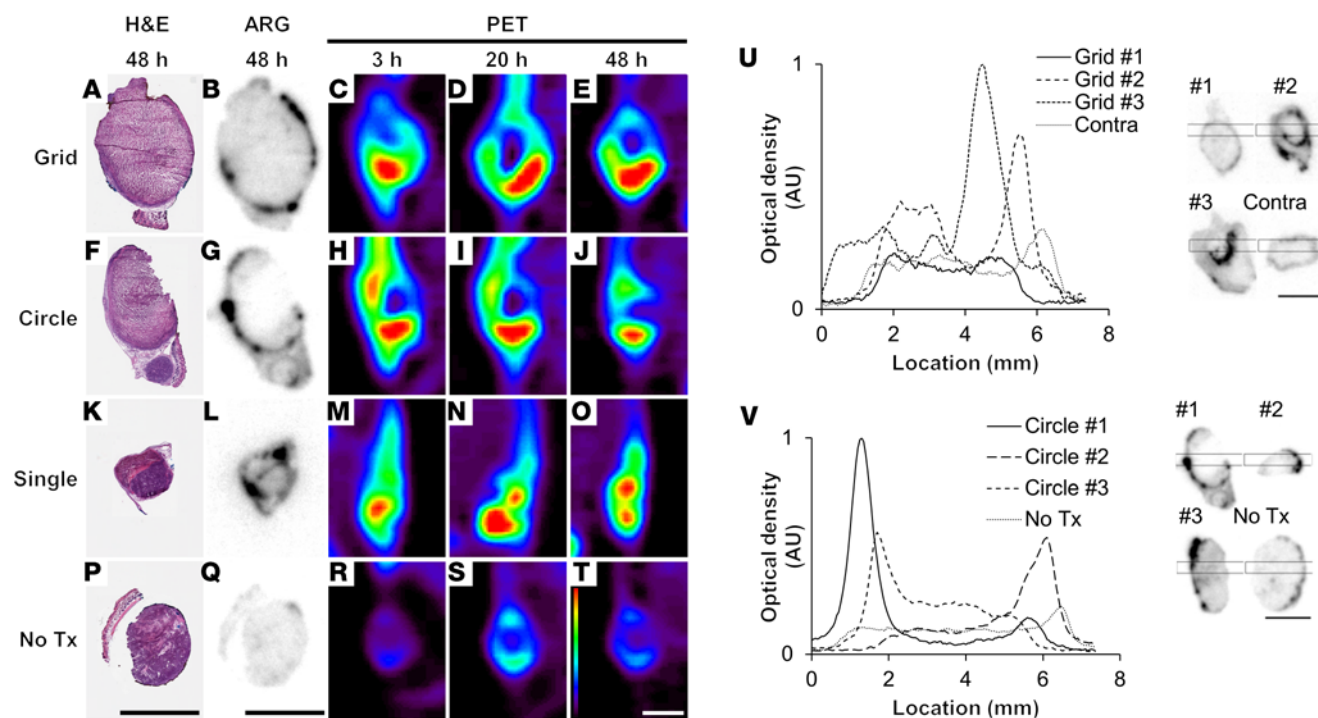 H&E ARG PET
48 h 48 h 3 h 20 h 48 h
A B C D E
Grid
F G H I J
Circle
K L M N O
Single
P Q R S T
No Tx
U
1
0
Optical density
(AU)
0 2 4 6 8
Location (mm)
Grid #1
Grid #2
Grid #3
Contra
#1 #2
#3 Contra
V
1
0
Optical density
(AU)
0 2 4 6 8
Location (mm)
Circle #1
Circle #2
Circle #3
No Tx
#1 #2
#3 No Tx